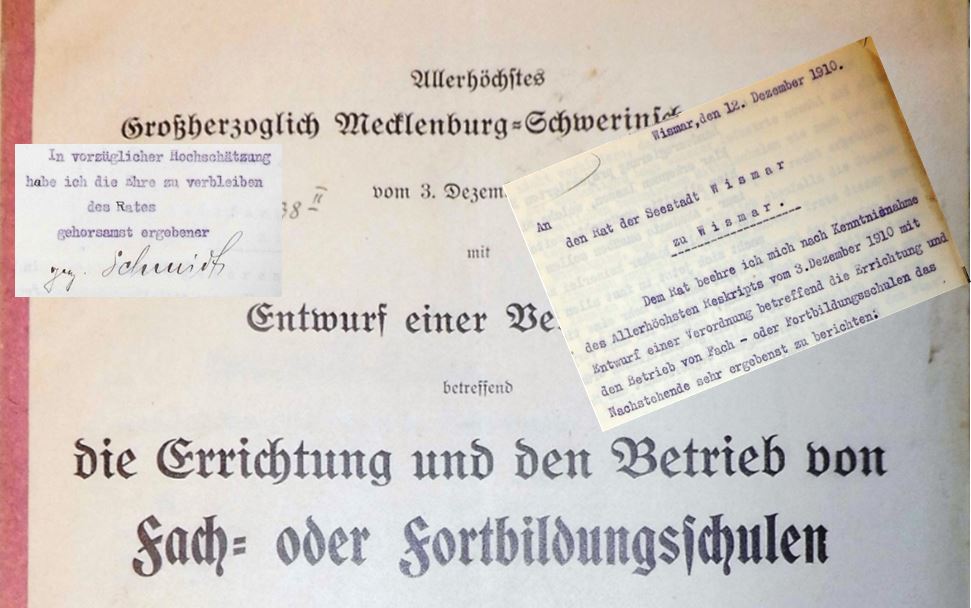 Allerhöchstes
Großherzoglich Mecklenburg-Schwerinsch
vom 3. Dezem
38 II
mit
Entwurf einer Ve
betreffend
die Errichtung und den Betrieb von
Fach- oder Fortbildungsschulen
In vorzüglicher Hochschätzung
habe ich die Ehre zu verbleiben
des Rates
gehorsamst ergebener
gez. Schmidt
Wismar, den 12. Dezember 1910.
An
den Rat der Seestadt Wismar
zu Wismar.
Dem Rat beehre ich mich nach Kenntnisnahme
des Allerhöchsten Reskripts vom 3.Dezember 1910 mit
Entwurf einer Verordnung betreffend die Errichtung und
den Betrieb von Fach - oder Fortbildungsschulen das
Nachstehende sehr ergebenst zu berichten: